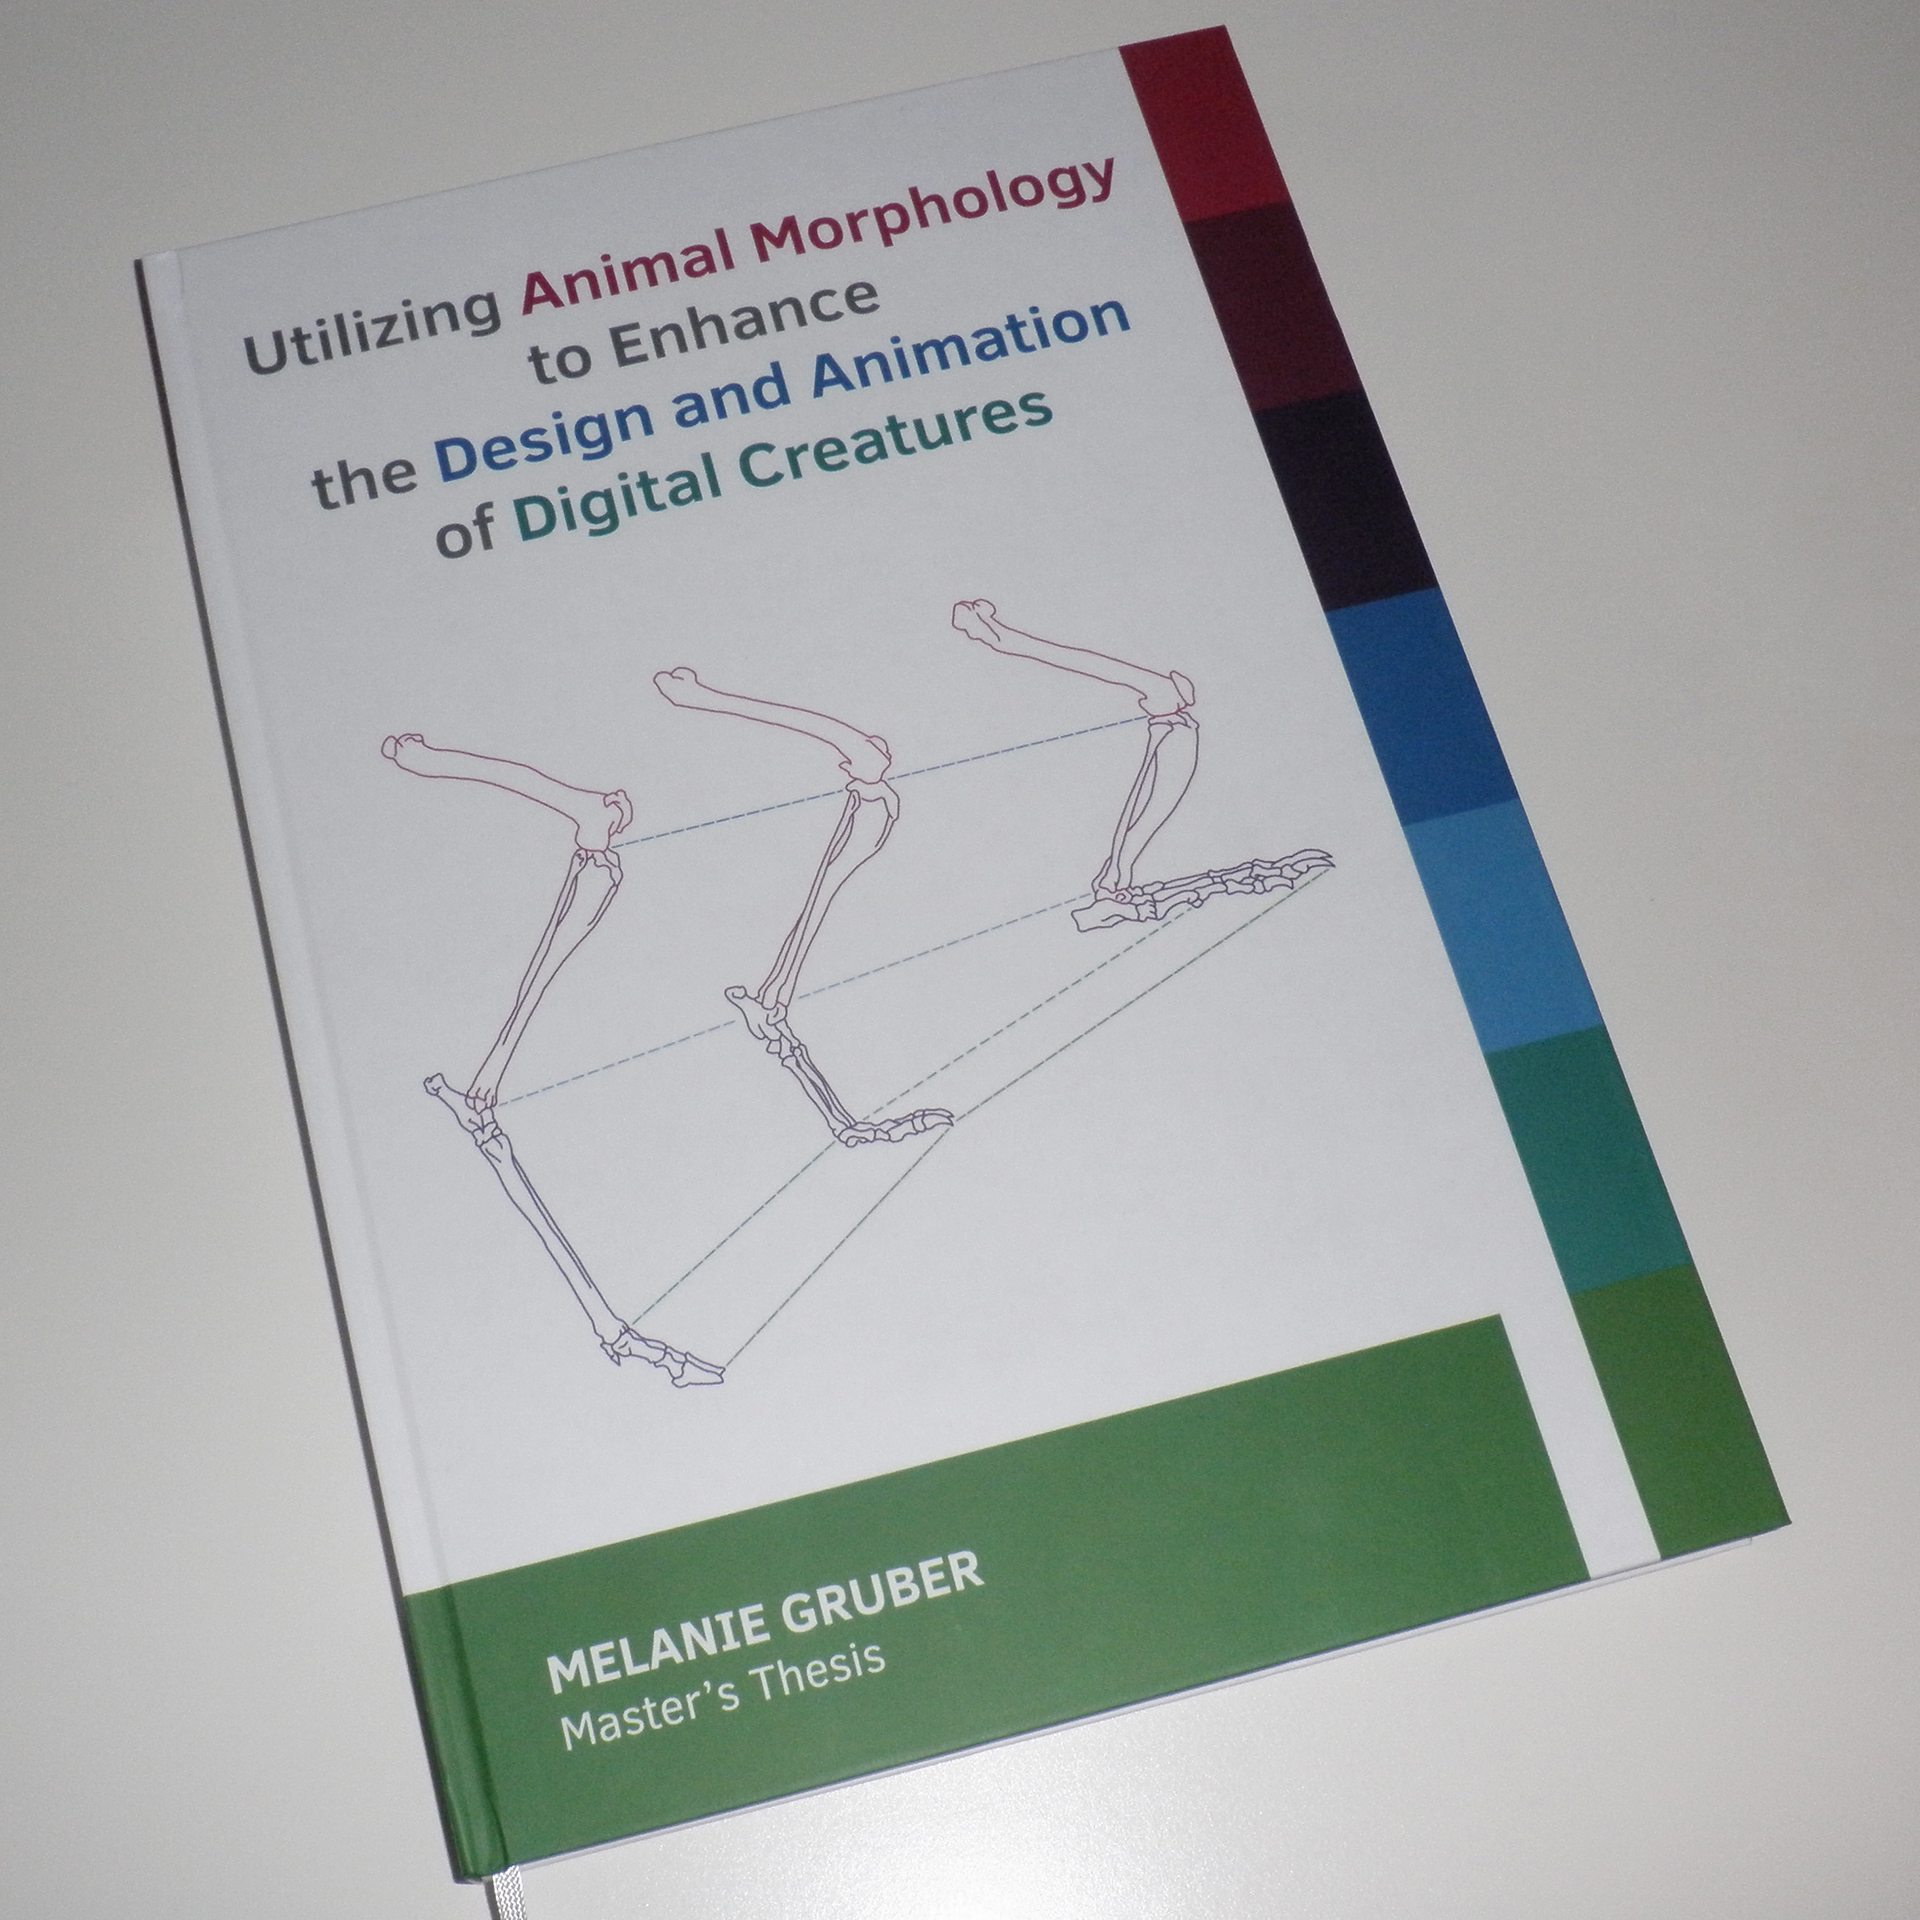 Utilizing Animal Morphology
to Enhance
the Design and Animation
of Digital Creatures
MELANIE GRUBER
Master's Thesis